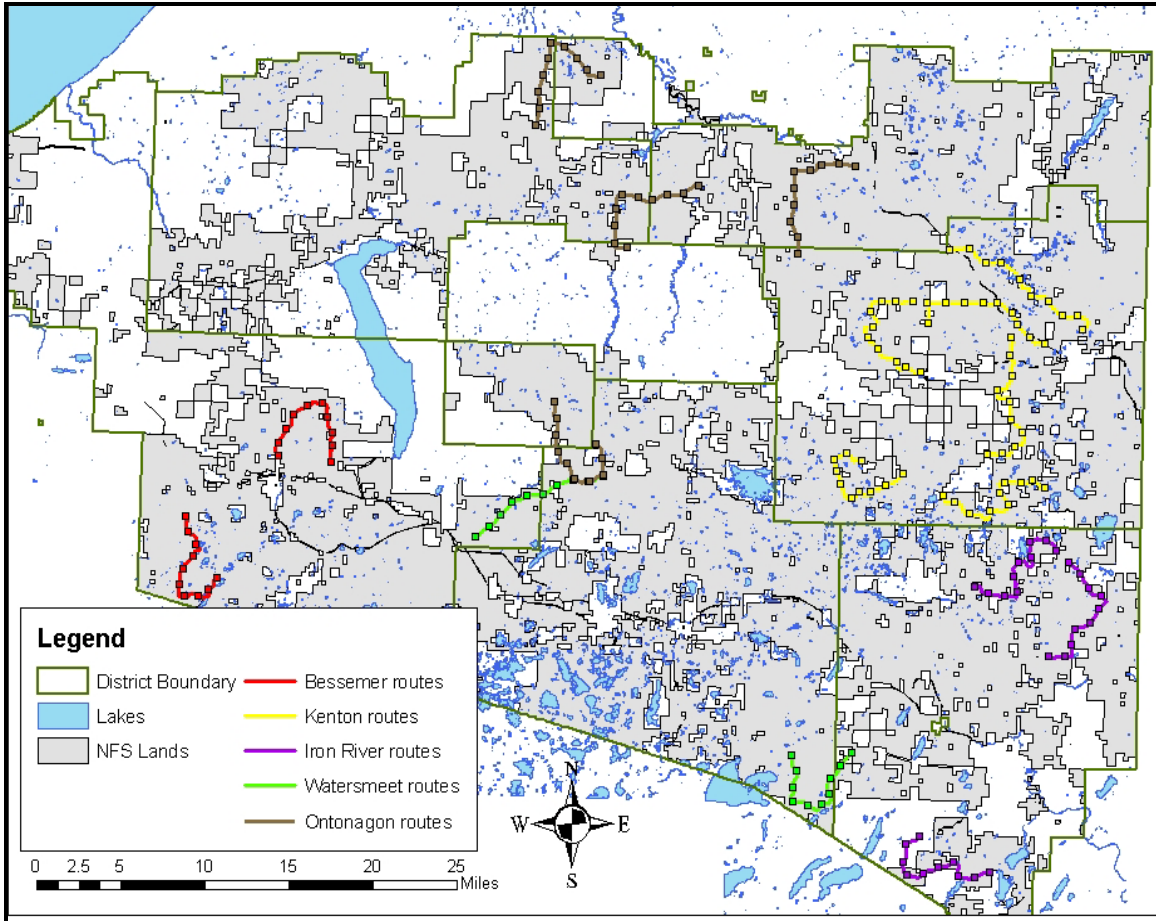 Legend
District Boundary
Lakes
NFS Lands
Bessemer routes
Kenton routes
Iron River routes
Watersmeet routes
Ontonagon routes
N
W E
S
0 2.5 5 10 15 20 25
Miles